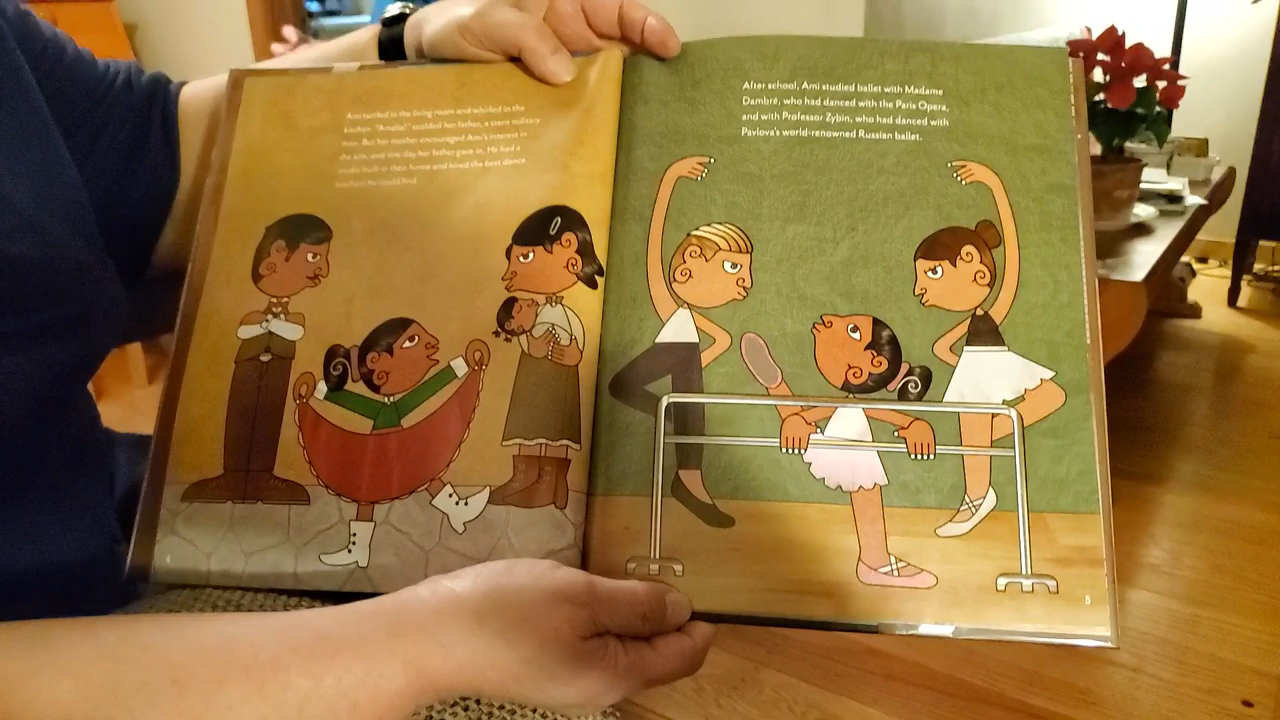 Ami twirled in the living room and whirled in the
kitchen. "Amalia!" scolded her father, a stern military
man. But her mother encouraged Ami's interest in
the arts, and one day her father gave in. He had a
studio built in their home and hired the best dance
teachers he could find.
After school, Ami studied ballet with Madame
Dambré, who had danced with the Paris Opera,
and with Professor Zybin, who had danced with
Pavlova's world-renowned Russian ballet.
4
5